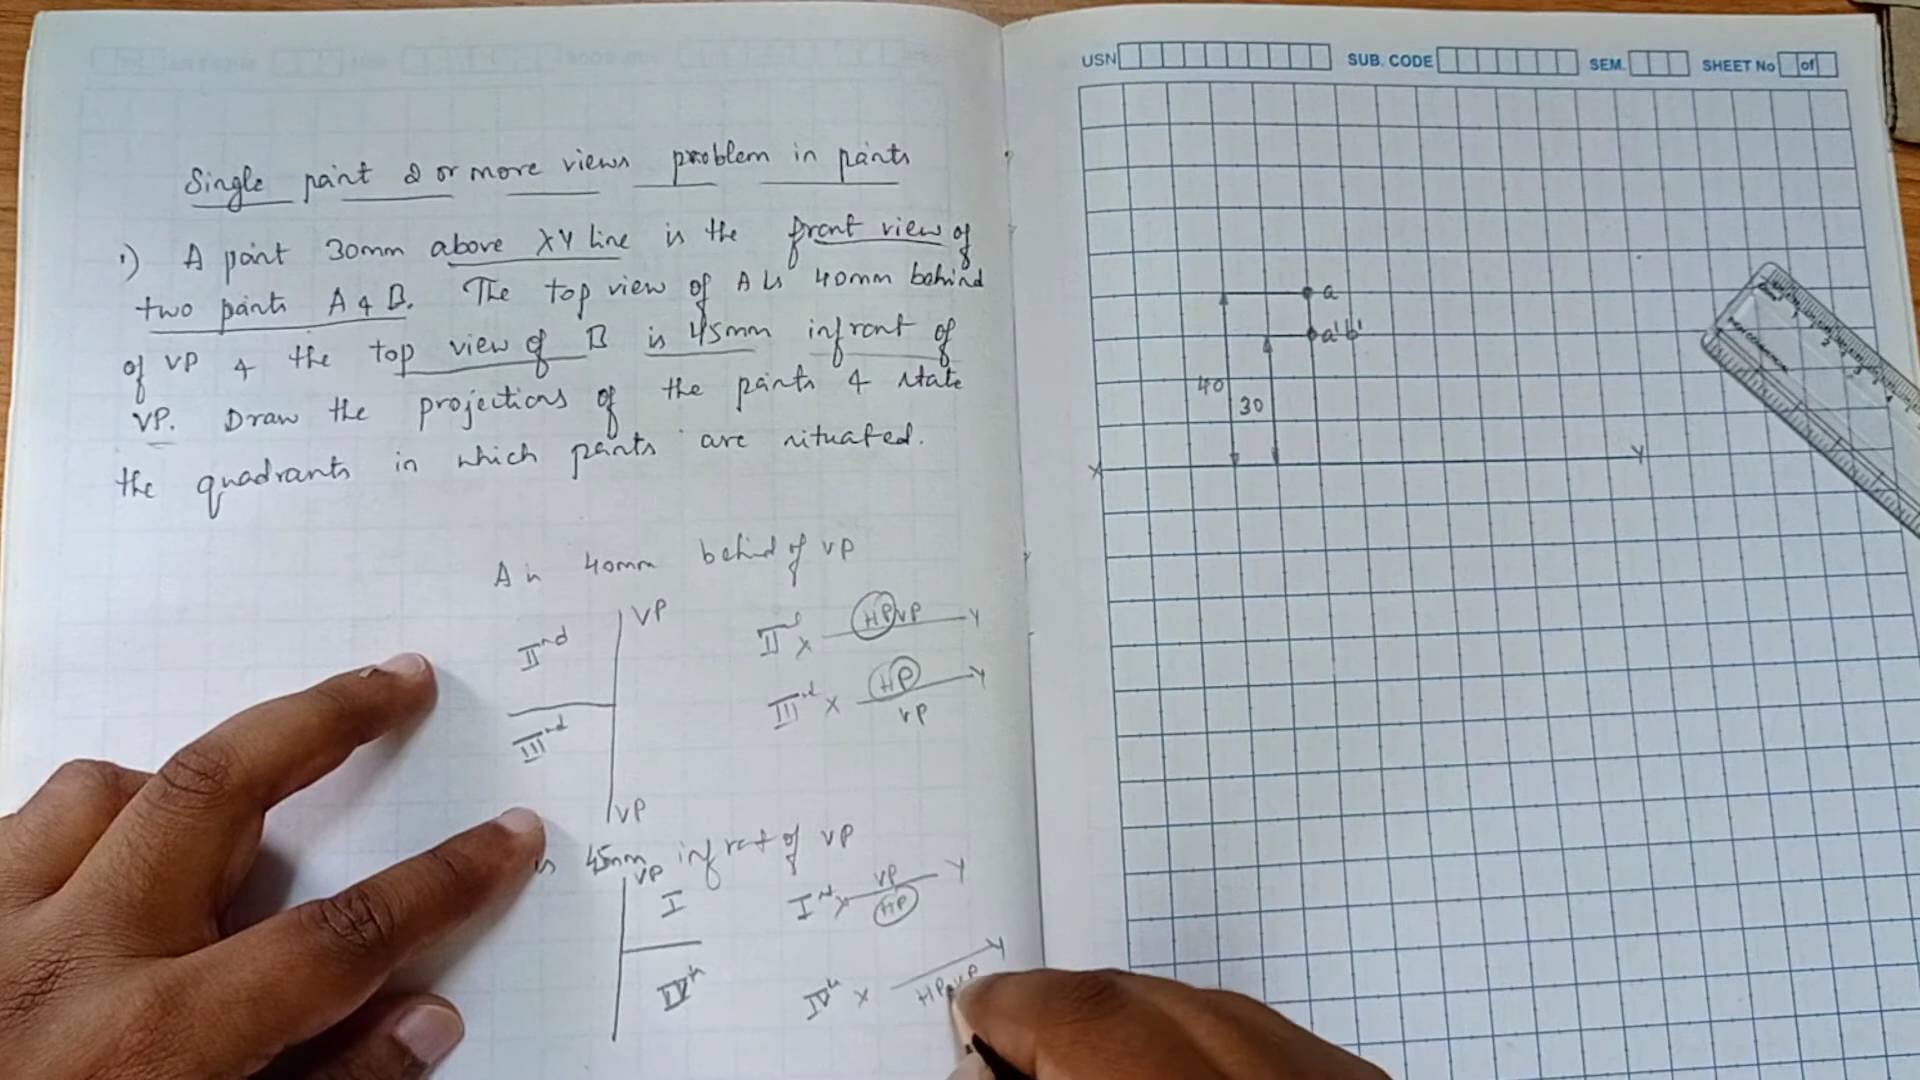 Single point 2 or more views problem in points
1) A point 30mm above XY line is the front view of
two points A & B. The top view of A is 40mm behind
of VP & the top view of B is 45mm infront of
VP. Draw the projections of the points & state
the quadrants in which points are situated.
A is 40mm behind of VP
VP
IInd
IIIrd
VP
II X HP VP Y
IIIrd X HP Y
VP
is 45mm infront of VP
VP
I
IVth
Ist X VP Y
HP
IVth X Y
HP VP
USN SUB. CODE SEM. SHEET No of
a
a'b'
40
30
X Y